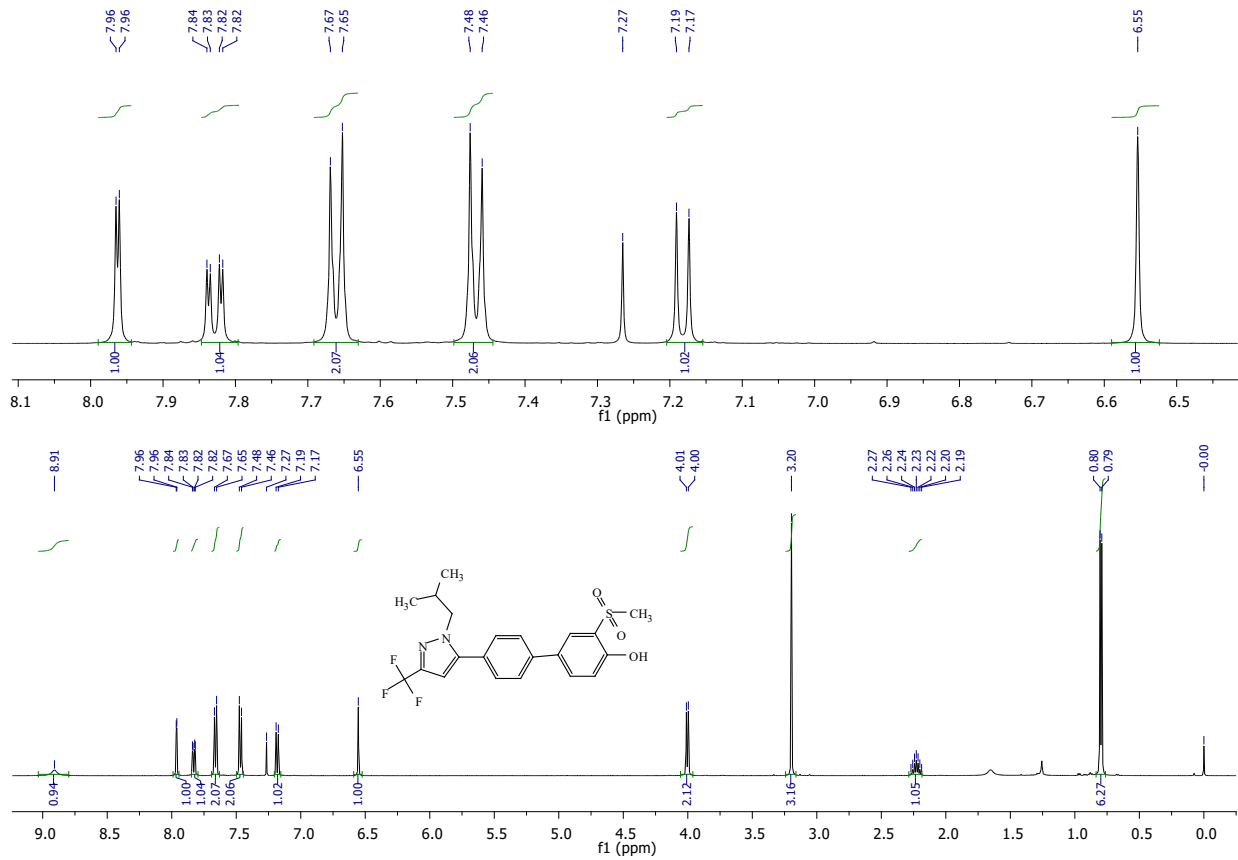 7.96 7.96 7.84 7.83 7.82 7.82 7.67 7.65 7.48 7.46 7.27 7.19 7.17 6.55
1.00 1.04 2.07 2.06 1.02 1.00
8.1 8.0 7.9 7.8 7.7 7.6 7.5 7.4 7.3 7.2 7.1 7.0 6.9 6.8 6.7 6.6 6.5
f1 (ppm)
8.91 7.96 7.96 7.84 7.83 7.82 7.82 7.67 7.65 7.48 7.46 7.27 7.19 7.17 6.55 4.01 4.00 3.20 2.27 2.26 2.24 2.23 2.22 2.20 2.19 0.80 0.79 -0.00
CH3
H3C
O
S
CH3
O
N
N
OH
F
F
F
0.94 1.00 1.04 2.07 2.06 1.02 1.00 2.12 3.16 1.05 6.27
9.0 8.5 8.0 7.5 7.0 6.5 6.0 5.5 5.0 4.5 4.0 3.5 3.0 2.5 2.0 1.5 1.0 0.5 0.0
f1 (ppm)